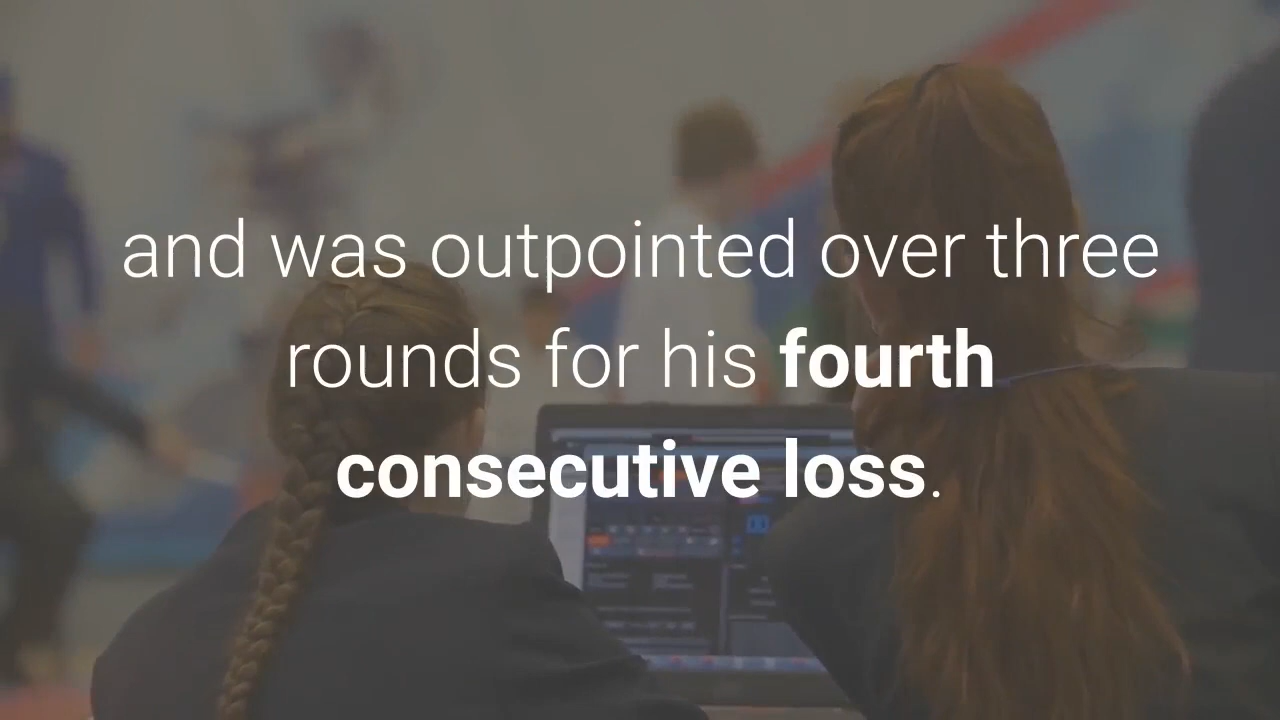 and was outpointed over three
rounds for his fourth
consecutive loss.